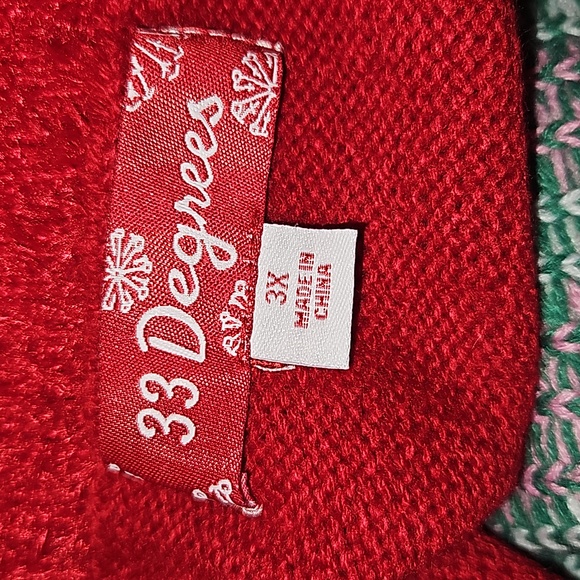 33 Degrees
3X
MADE IN
CHINA